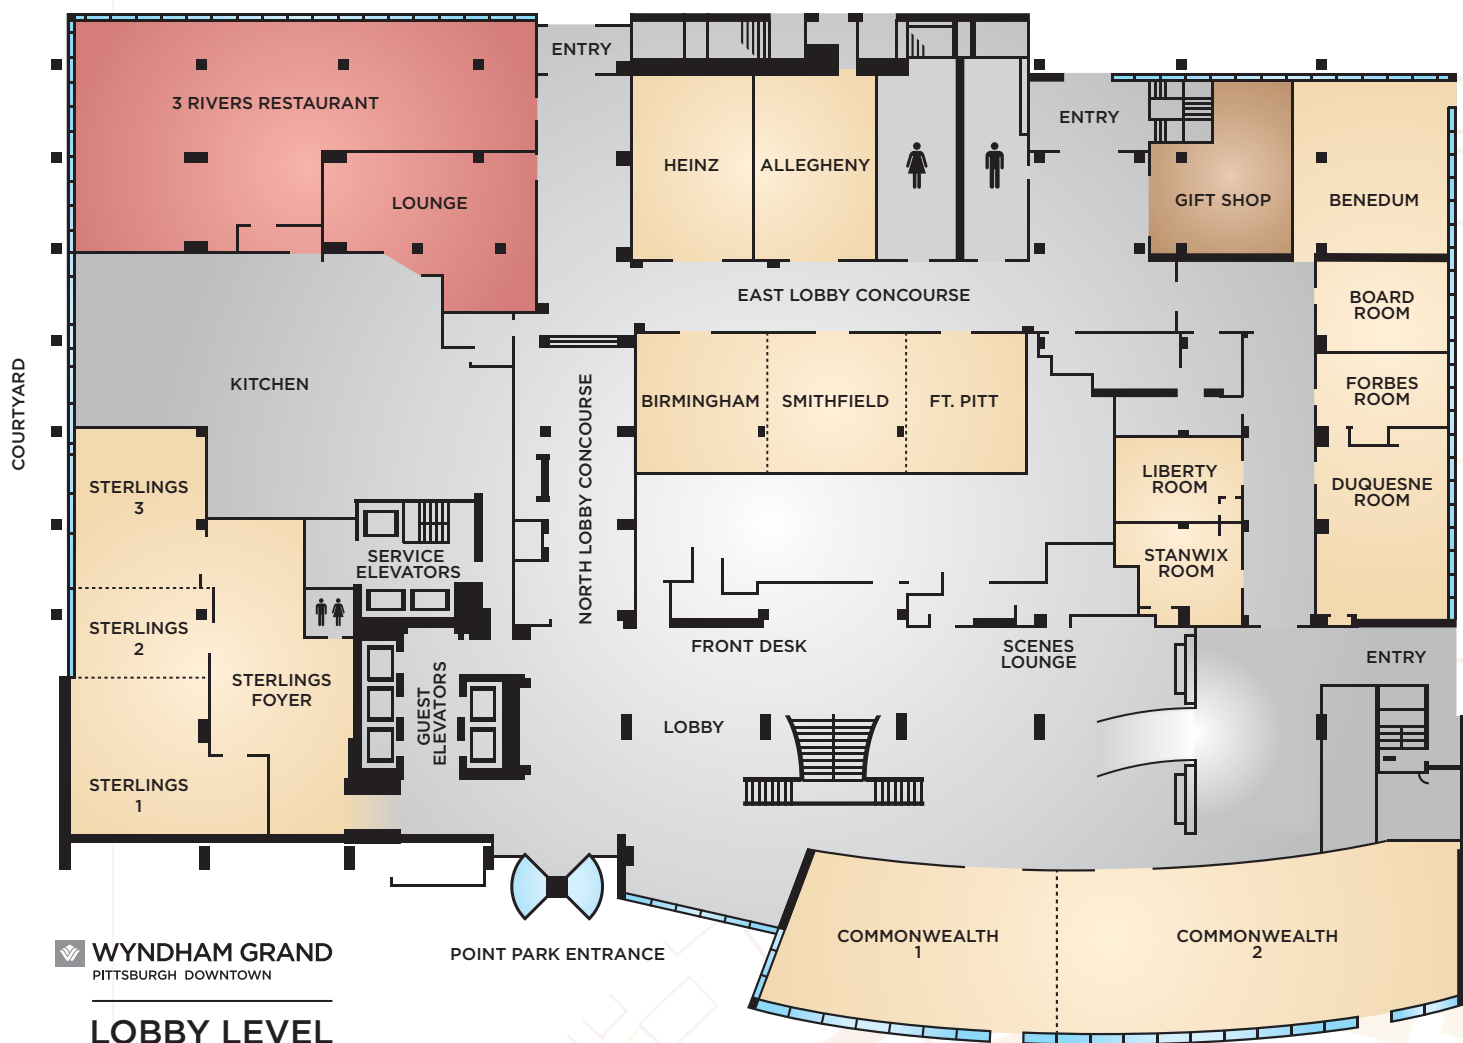 ENTRY
3 RIVERS RESTAURANT
ENTRY
HEINZ
ALLEGHENY
LOUNGE
GIFT SHOP
BENEDUM
EAST LOBBY CONCOURSE
BOARD
ROOM
COURTYARD
KITCHEN
NORTH LOBBY CONCOURSE
BIRMINGHAM
SMITHFIELD
FT. PITT
FORBES
ROOM
STERLINGS
3
LIBERTY
ROOM
DUQUESNE
ROOM
SERVICE
ELEVATORS
STANWIX
ROOM
STERLINGS
2
FRONT DESK
SCENES
LOUNGE
ENTRY
STERLINGS
FOYER
GUEST
ELEVATORS
LOBBY
STERLINGS
1
COMMONWEALTH
1
COMMONWEALTH
2
POINT PARK ENTRANCE
WYNDHAM GRAND
PITTSBURGH DOWNTOWN
LOBBY LEVEL